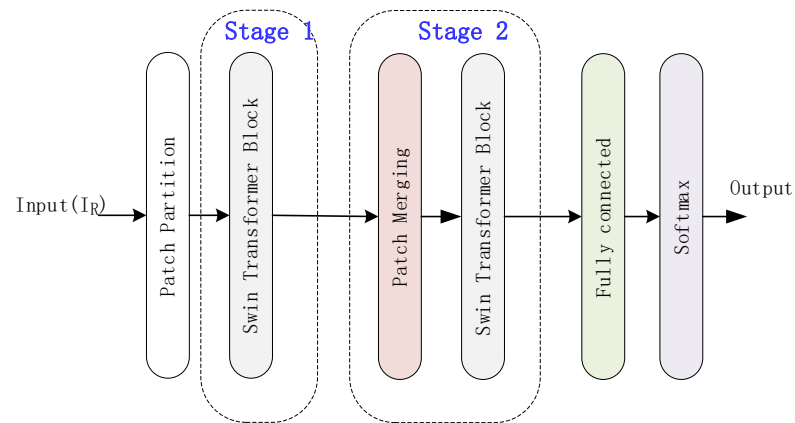 Stage 1
Stage 2
Input(I_R)
Patch Partition
Swin Transformer Block
Patch Merging
Swin Transformer Block
Fully connected
Softmax
Output